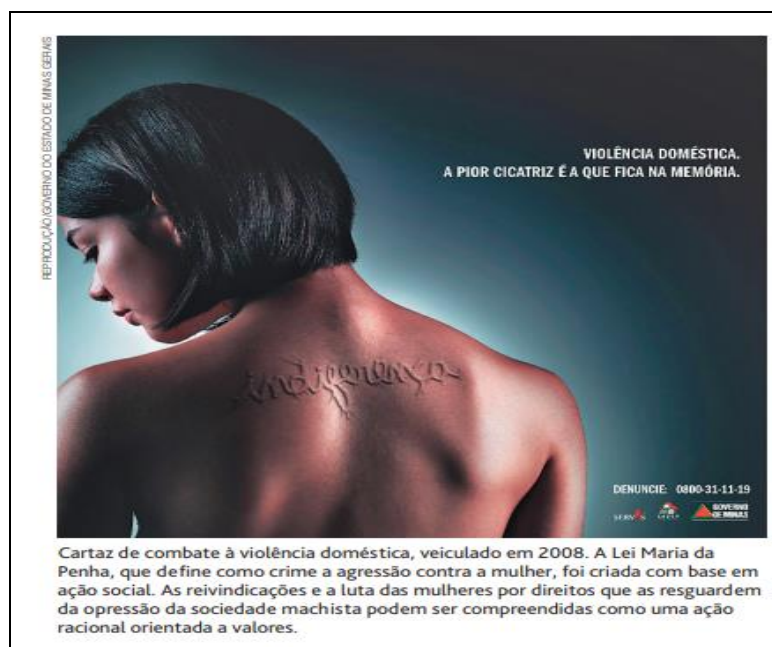 REPRODUÇÃO/GOVERNO DO ESTADO DE MINAS GERAIS
VIOLÊNCIA DOMÉSTICA.
A PIOR CICATRIZ É A QUE FICA NA MEMÓRIA.
indiferença
DENUNCIE: 0800-31-11-19
SERVAS
GOVERNO
DE MINAS
Cartaz de combate à violência doméstica, veiculado em 2008. A Lei Maria da
Penha, que define como crime a agressão contra a mulher, foi criada com base em
ação social. As reivindicações e a luta das mulheres por direitos que as resguardem
da opressão da sociedade machista podem ser compreendidas como uma ação
racional orientada a valores.